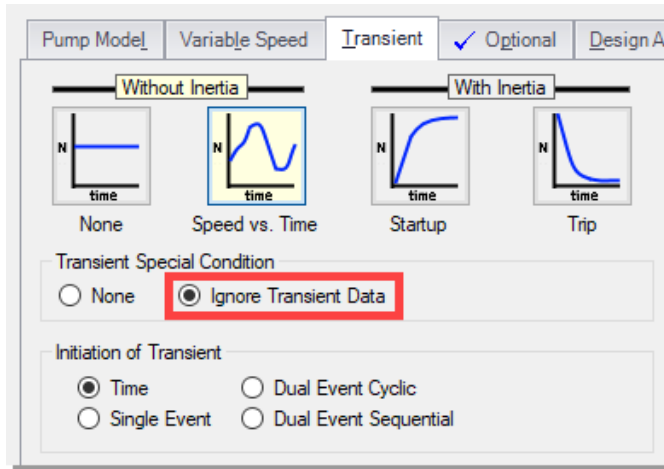 Pump Model Variable Speed Transient Optional Design A
Without Inertia With Inertia
N N N N
time time time time
None Speed vs. Time Startup Trip
Transient Special Condition
None Ignore Transient Data
Initiation of Transient
Time Dual Event Cyclic
Single Event Dual Event Sequential